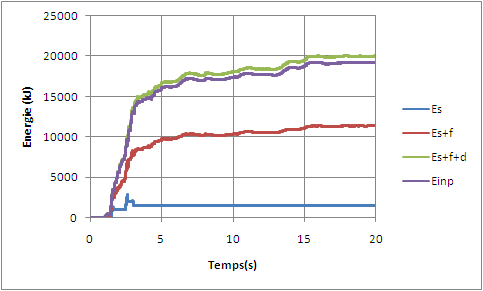 25000
20000
15000
10000
5000
0
Energie (kJ)
0 5 10 15 20
Temps(s)
Es
Es+f
Es+f+d
Einp